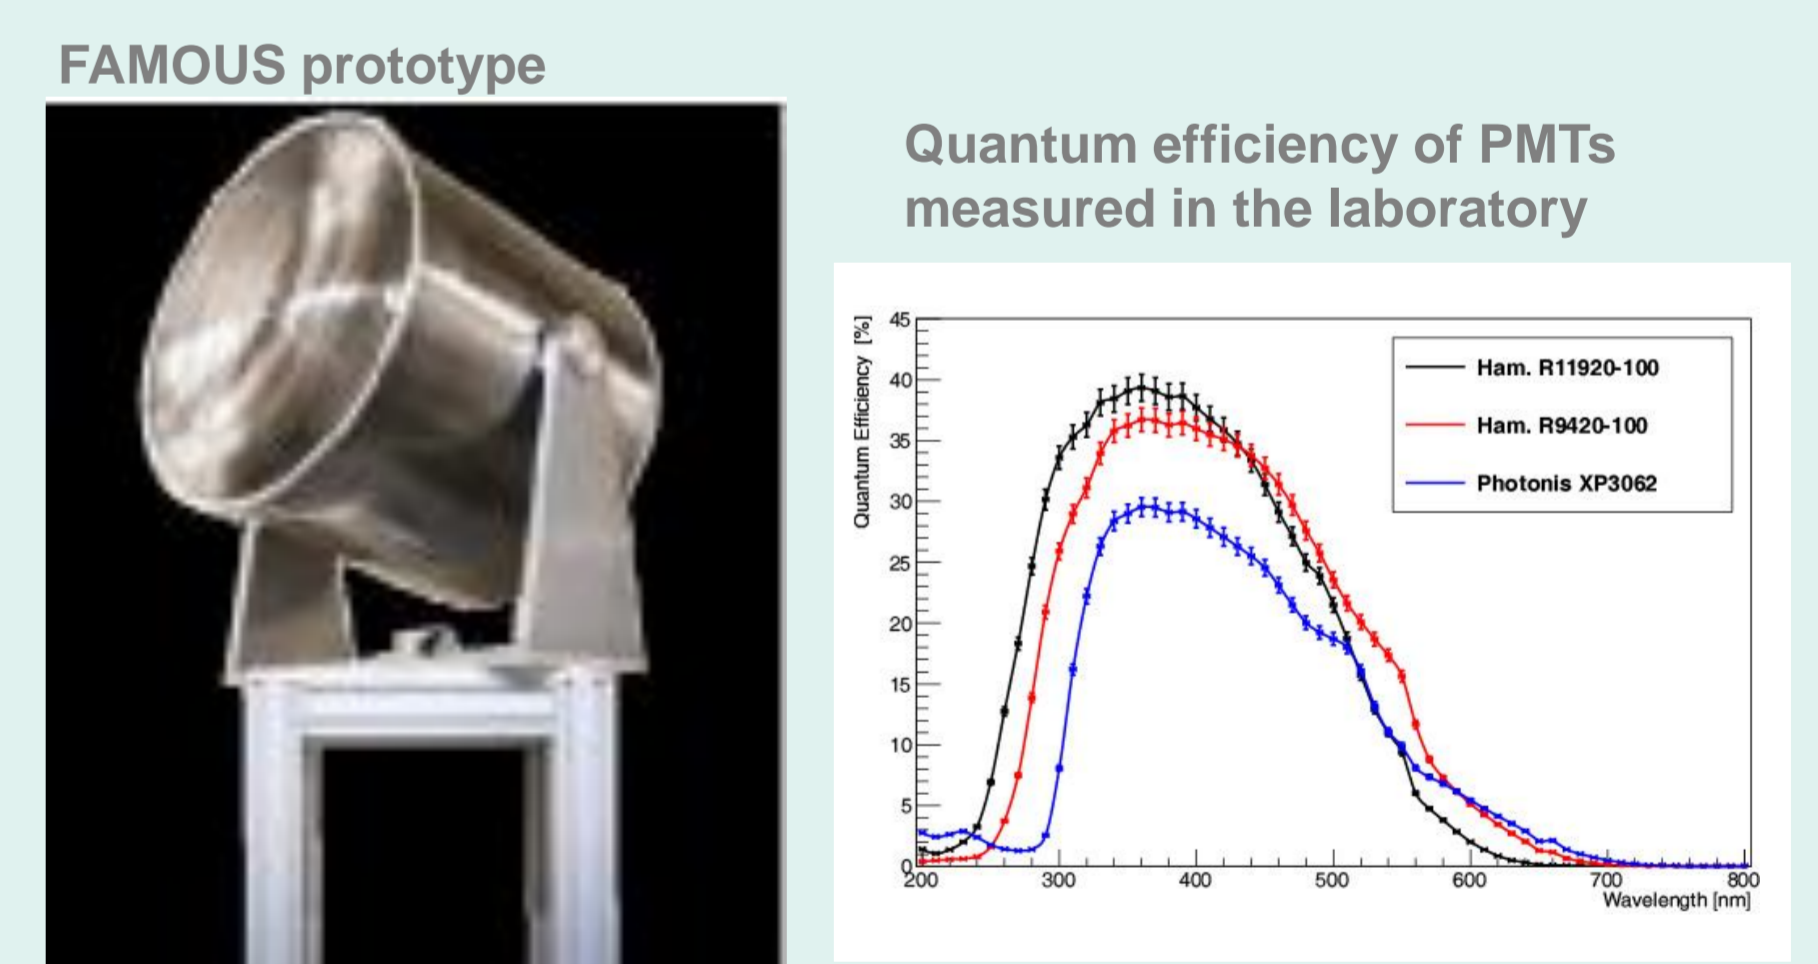 FAMOUS prototype
Quantum efficiency of PMTs
measured in the laboratory
Quantum Efficiency [%]
45
40
35
30
25
20
15
10
5
0
Ham. R11920-100
Ham. R9420-100
Photonis XP3062
200 300 400 500 600 700 800
Wavelength [nm]